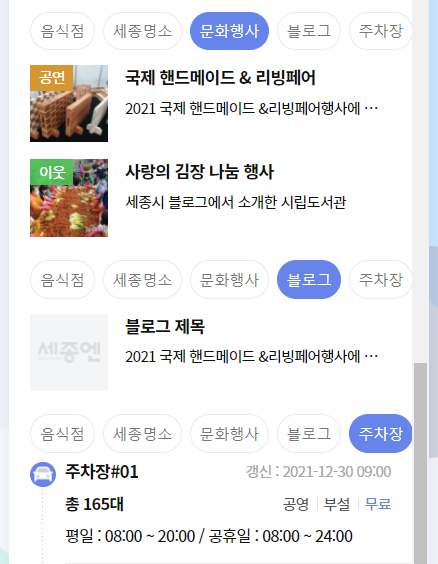 음식점 세종명소 문화행사 블로그 주차장
공연
국제 핸드메이드 & 리빙페어
2021 국제 핸드메이드 &리빙페어행사에 …
이웃
사랑의 김장 나눔 행사
세종시 블로그에서 소개한 시립도서관
음식점 세종명소 문화행사 블로그 주차장
세종엔
블로그 제목
2021 국제 핸드메이드 &리빙페어행사에 …
음식점 세종명소 문화행사 블로그 주차장
주차장#01 갱신 : 2021-12-30 09:00
총 165대 공영 부설 무료
평일 : 08:00 ~ 20:00 / 공휴일 : 08:00 ~ 24:00